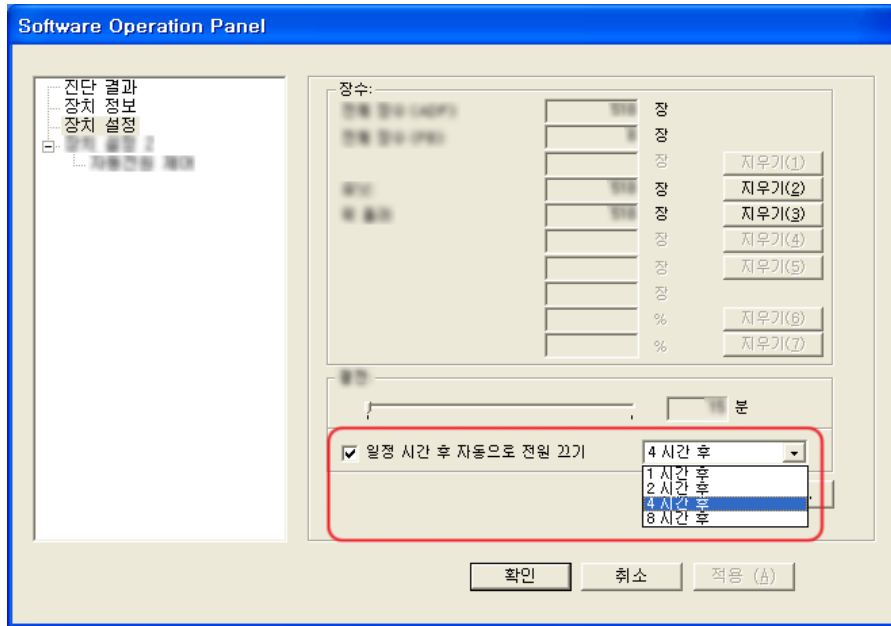 Software Operation Panel
진단 결과
장치 정보
장치 설정
장수:
장
장
장 지우기(1)
장 지우기(2)
장 지우기(3)
장 지우기(4)
장 지우기(5)
장
% 지우기(6)
% 지우기(7)
분
일정 시간 후 자동으로 전원 끄기 4 시간 후
1 시간 후
2 시간 후
4 시간 후
8 시간 후
확인 취소 적용 (A)